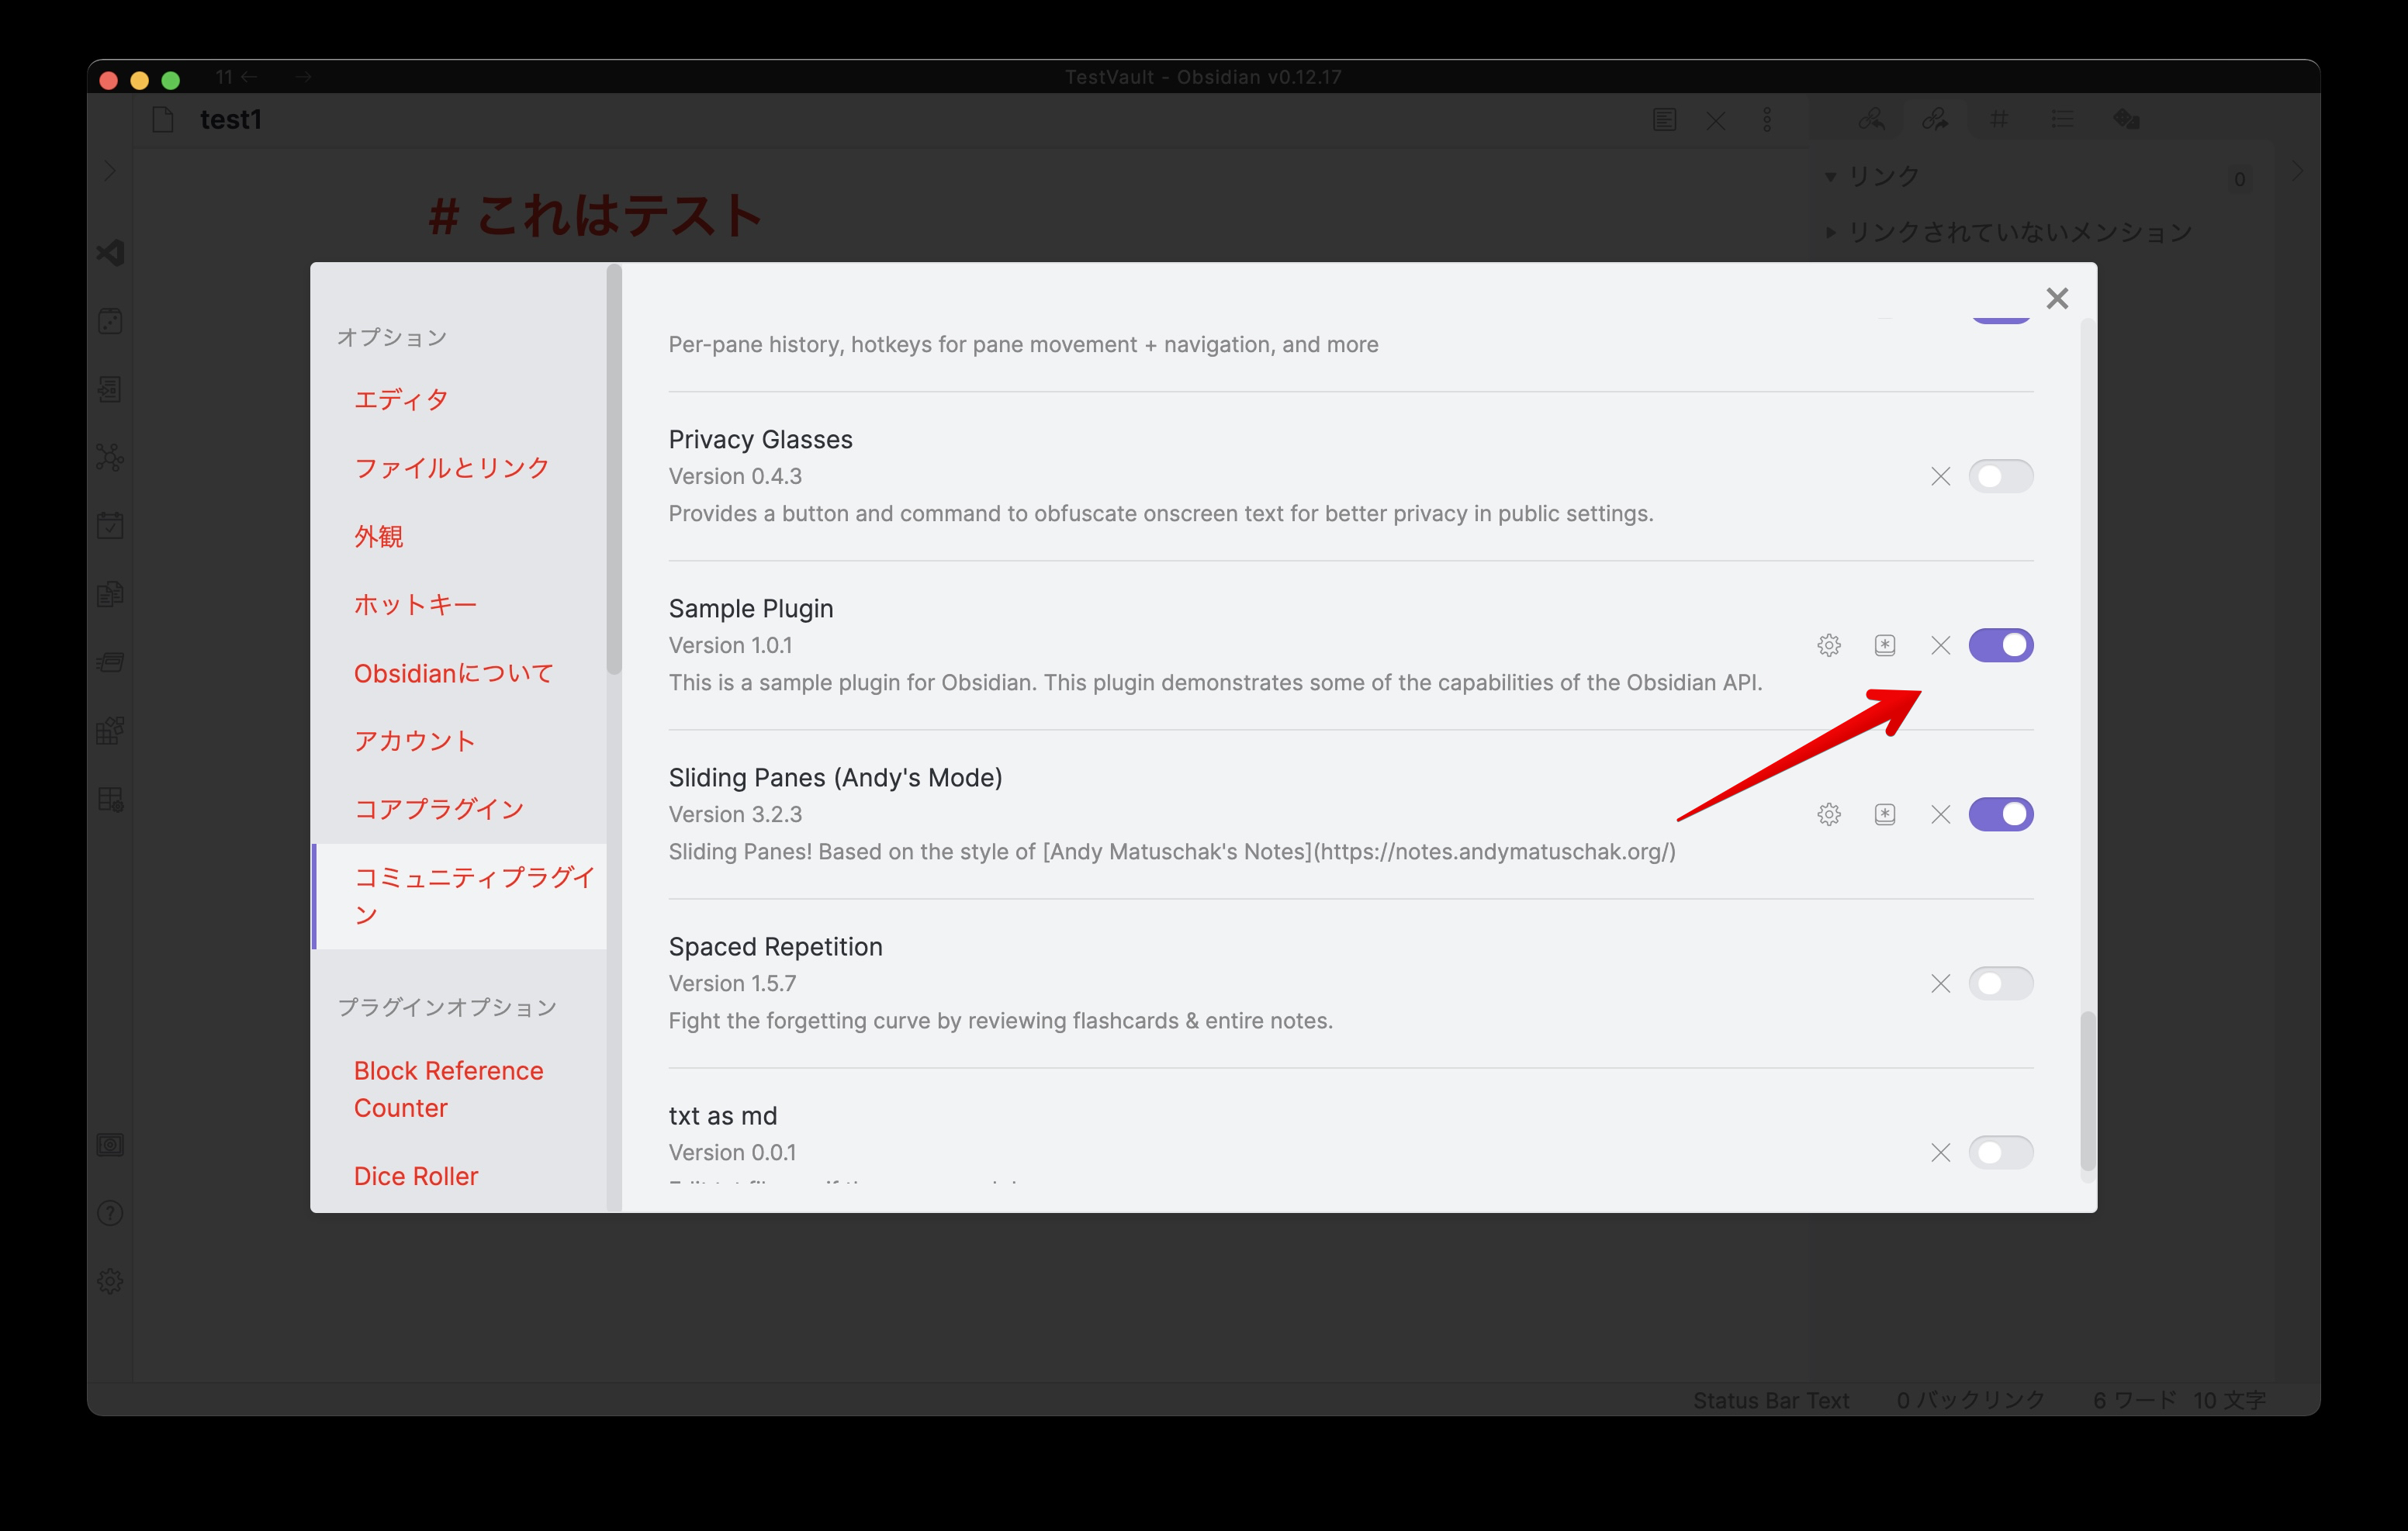 11
TestVault - Obsidian v0.12.17
test1
# これはテスト
リンク
0
リンクされていないメンション
オプション
エディタ
ファイルとリンク
外観
ホットキー
Obsidianについて
アカウント
コアプラグイン
コミュニティプラグイ
ン
プラグインオプション
Block Reference
Counter
Dice Roller
Per-pane history, hotkeys for pane movement + navigation, and more
Privacy Glasses
Version 0.4.3
Provides a button and command to obfuscate onscreen text for better privacy in public settings.
Sample Plugin
Version 1.0.1
This is a sample plugin for Obsidian. This plugin demonstrates some of the capabilities of the Obsidian API.
Sliding Panes (Andy's Mode)
Version 3.2.3
Sliding Panes! Based on the style of [Andy Matuschak's Notes](https://notes.andymatuschak.org/)
Spaced Repetition
Version 1.5.7
Fight the forgetting curve by reviewing flashcards & entire notes.
txt as md
Version 0.0.1
Status Bar Text
0 バックリンク
6 ワード 10 文字